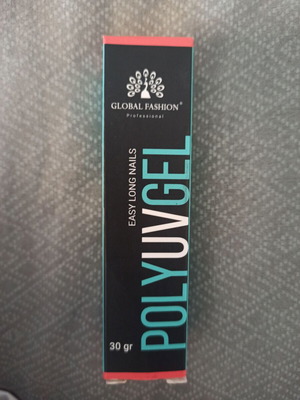 GLOBAL FASHION®
Professional
EASY LONG NAILS
POLYUVGEL
30 gr